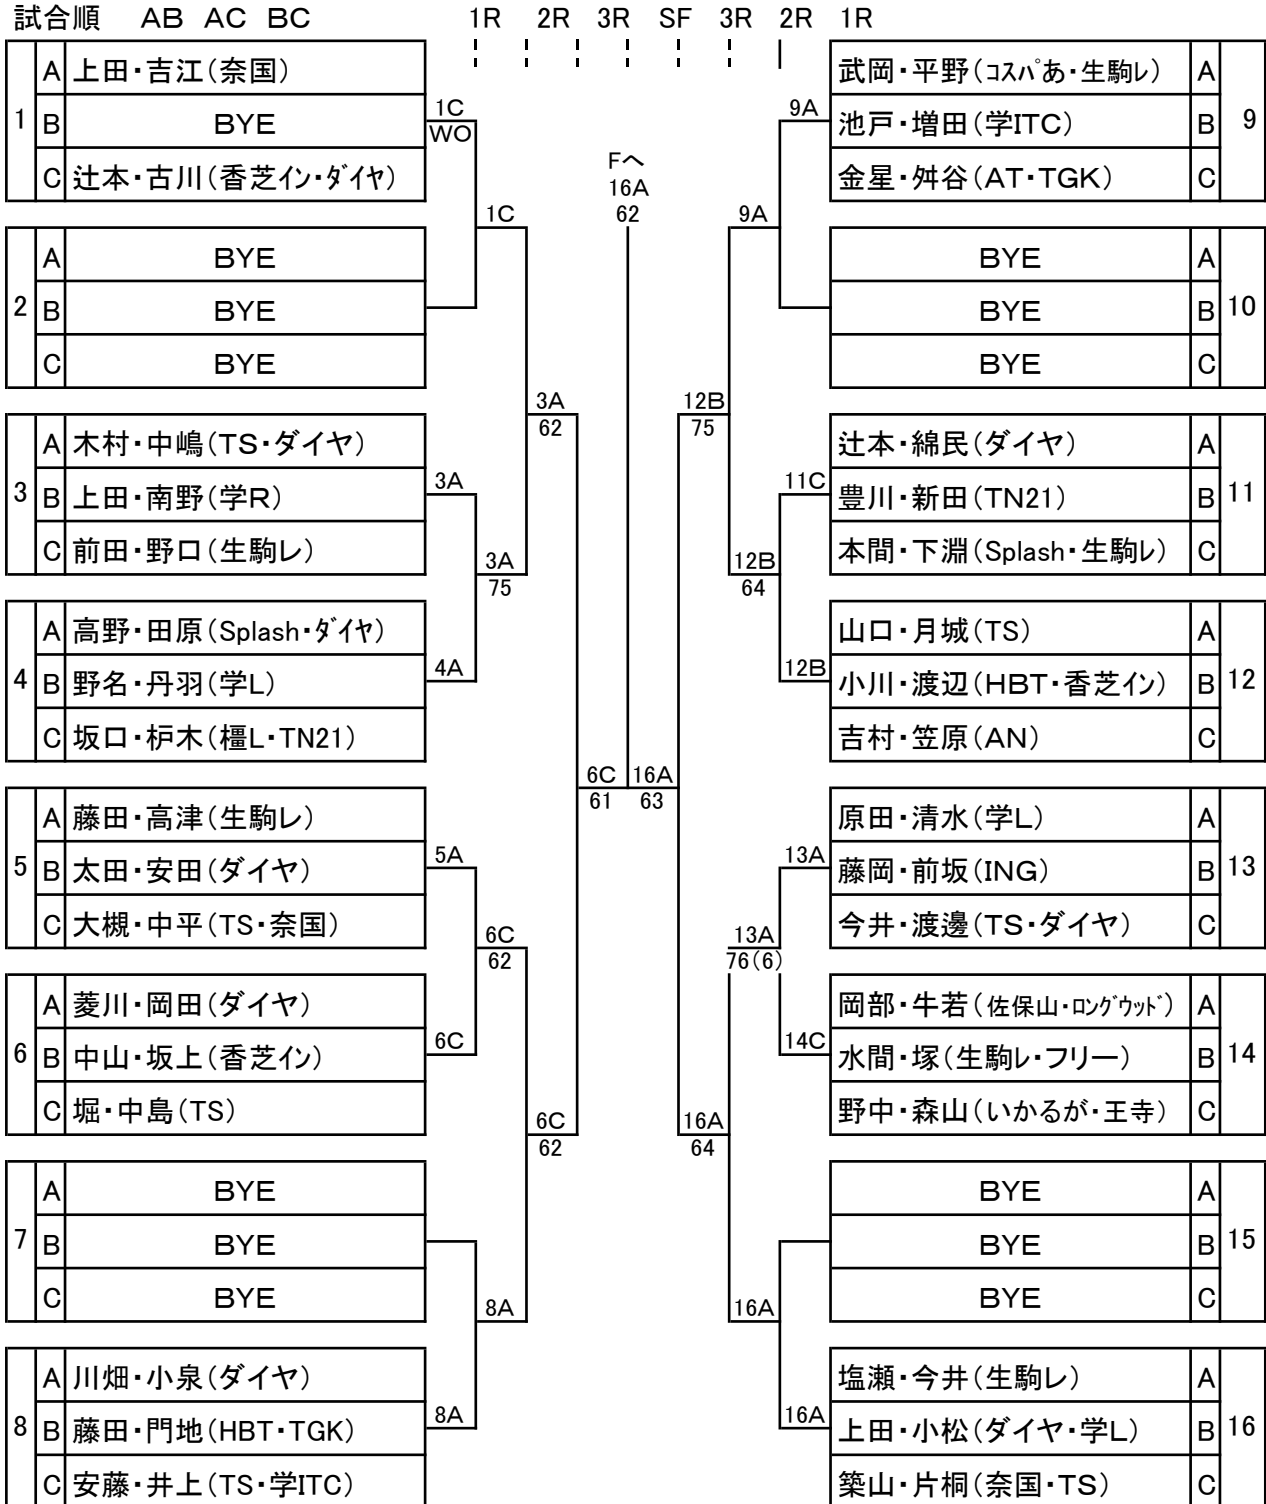 試合順 AB AC BC 1R 2R 3R SF 3R 2R 1R
1
A 上田・吉江(奈国)
B BYE
C 辻本・古川(香芝イン・ダイヤ)
2
A BYE
B BYE
C BYE
3
A 木村・中嶋(TS・ダイヤ)
B 上田・南野(学R)
C 前田・野口(生駒レ)
4
A 高野・田原(Splash・ダイヤ)
B 野名・丹羽(学L)
C 坂口・枦木(橿L・TN21)
5
A 藤田・高津(生駒レ)
B 太田・安田(ダイヤ)
C 大槻・中平(TS・奈国)
6
A 菱川・岡田(ダイヤ)
B 中山・坂上(香芝イン)
C 堀・中島(TS)
7
A BYE
B BYE
C BYE
8
A 川畑・小泉(ダイヤ)
B 藤田・門地(HBT・TGK)
C 安藤・井上(TS・学ITC)
1C
WO
3A
4A
5A
6C
8A
1C
3A
75
6C
62
8A
3A
62
6C
62
6C
61
Fへ
16A
62
16A
63
12B
75
16A
64
9A
12B
64
13A
76(6)
16A
9A
11C
12B
13A
14C
16A
武岡・平野(コスパあ・生駒レ) A
池戸・増田(学ITC) B
金星・舛谷(AT・TGK) C
9
BYE A
BYE B
BYE C
10
辻本・綿民(ダイヤ) A
豊川・新田(TN21) B
本間・下淵(Splash・生駒レ) C
11
山口・月城(TS) A
小川・渡辺(HBT・香芝イン) B
吉村・笠原(AN) C
12
原田・清水(学L) A
藤岡・前坂(ING) B
今井・渡邊(TS・ダイヤ) C
13
岡部・牛若(佐保山・ロングウッド) A
水間・塚(生駒レ・フリー) B
野中・森山(いかるが・王寺) C
14
BYE A
BYE B
BYE C
15
塩瀬・今井(生駒レ) A
上田・小松(ダイヤ・学L) B
築山・片桐(奈国・TS) C
16